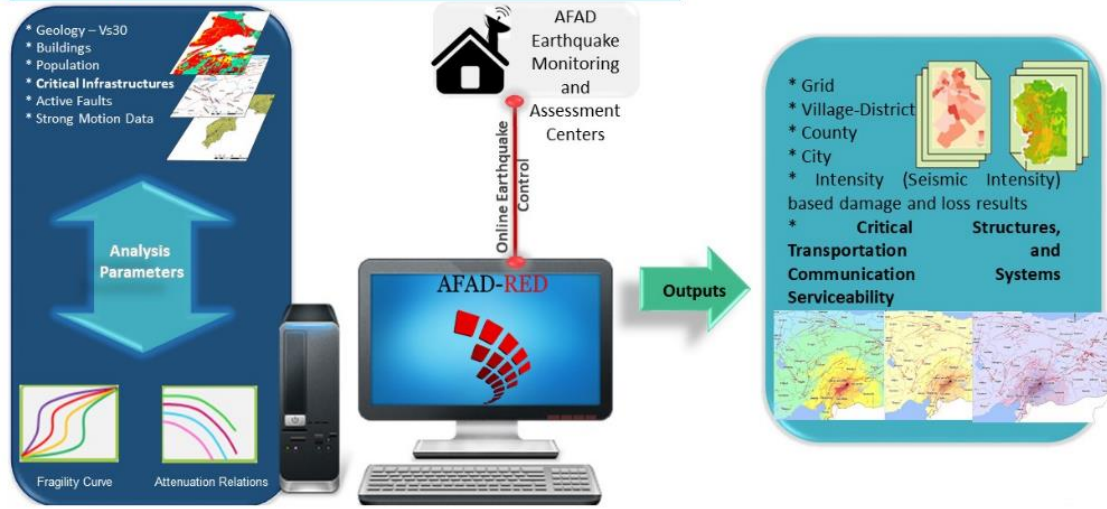 * Geology – Vs30
* Buildings
* Population
* Critical Infrastructures
* Active Faults
* Strong Motion Data
Analysis
Parameters
Fragility Curve
Attenuation Relations
AFAD
Earthquake
Monitoring
and
Assessment
Centers
Online Earthquake
Control
AFAD-RED
Outputs
* Grid
* Village-District
* County
* City
* Intensity (Seismic Intensity)
based damage and loss results
* Critical Structures,
Transportation and
Communication Systems
Serviceability